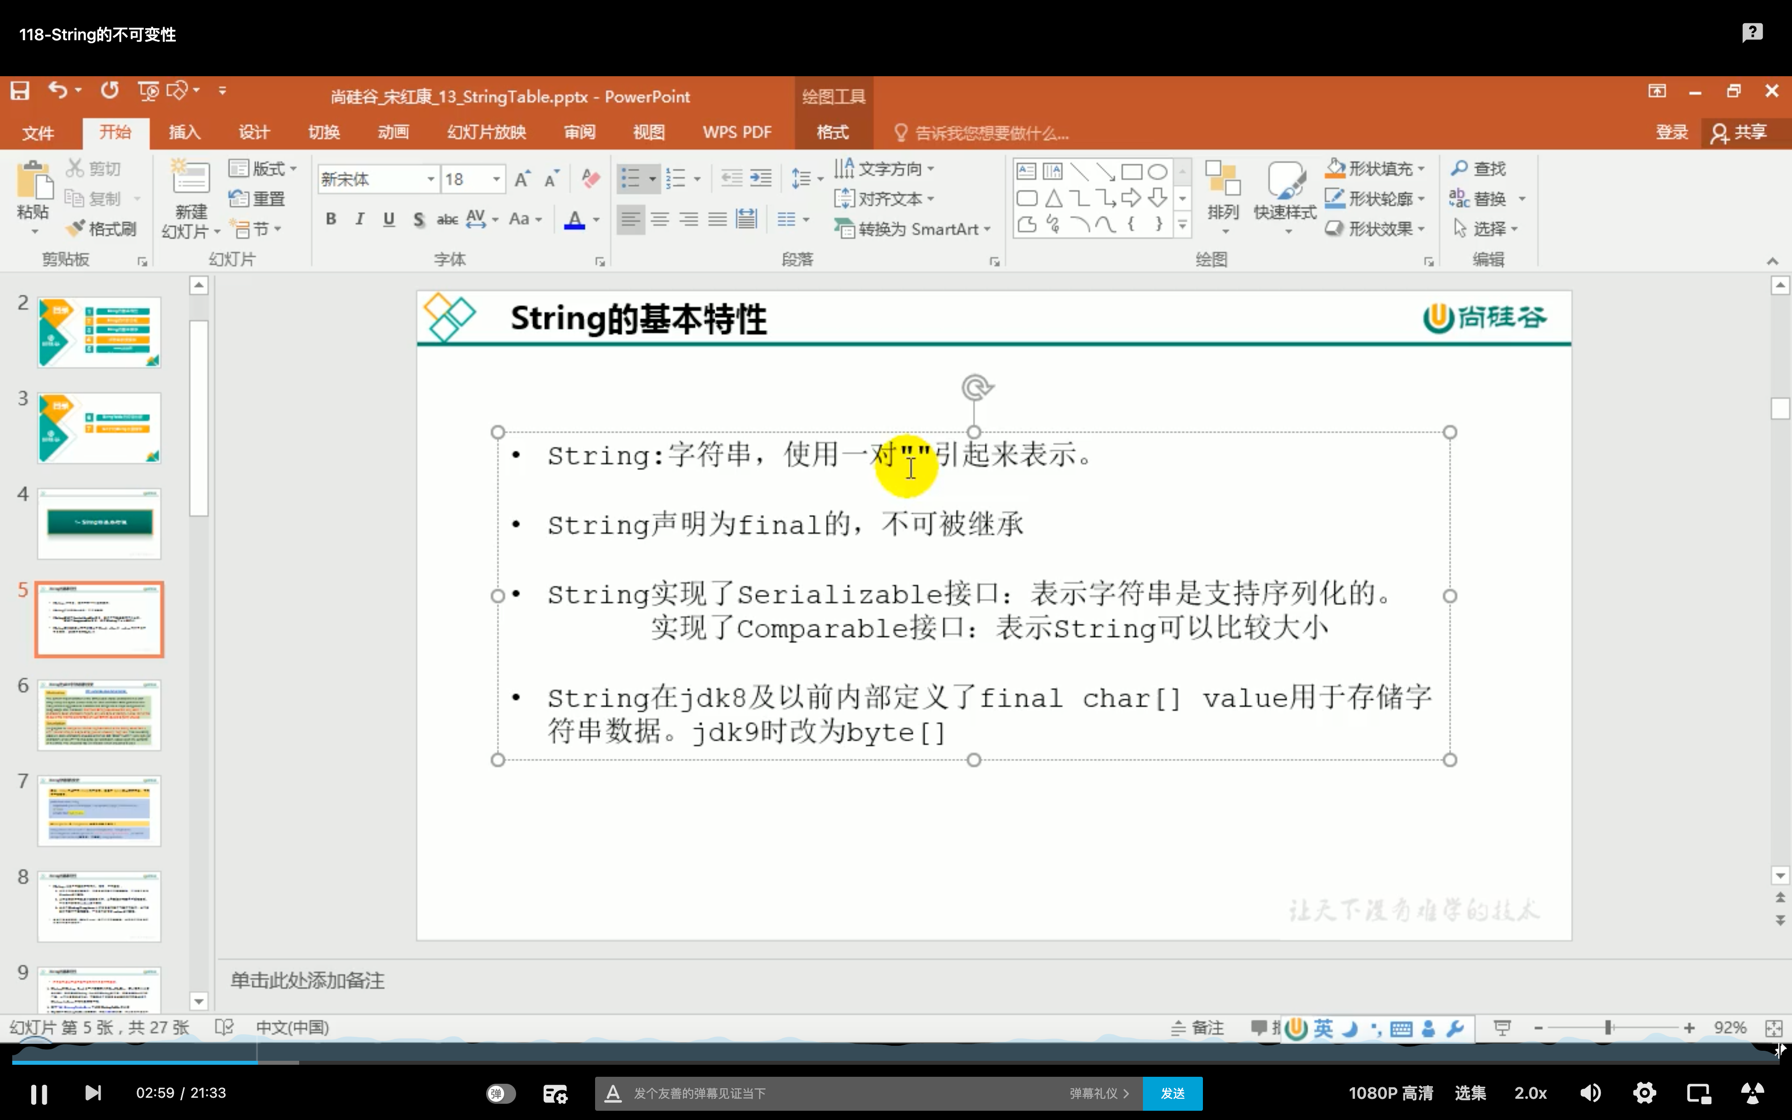 118-String的不可变性
尚硅谷_宋红康_13_StringTable.pptx - PowerPoint
绘图工具
文件 开始 插入 设计 切换 动画 幻灯片放映 审阅 视图 WPS PDF 格式 告诉我您想要做什么... 登录 共享
粘贴 剪切 复制 格式刷
新建幻灯片 版式 重置 节
新宋体 18
B I U S abc AV Aa A
文字方向 对齐文本 转换为 SmartArt
排列 快速样式 形状填充 形状轮廓 形状效果
查找 替换 选择
剪贴板 幻灯片 字体 段落 绘图 编辑
2
3
4
5
6
7
8
9
String的基本特性
尚硅谷
• String:字符串，使用一对""引起来表示。
• String声明为final的，不可被继承
• String实现了Serializable接口：表示字符串是支持序列化的。
实现了Comparable接口：表示String可以比较大小
• String在jdk8及以前内部定义了final char[] value用于存储字
符串数据。jdk9时改为byte[]
让天下没有难学的技术
单击此处添加备注
幻灯片 第 5 张，共 27 张 中文(中国) 备注 英 92%
02:59 / 21:33 弹 发个友善的弹幕见证当下 弹幕礼仪 > 发送 1080P 高清 选集 2.0x